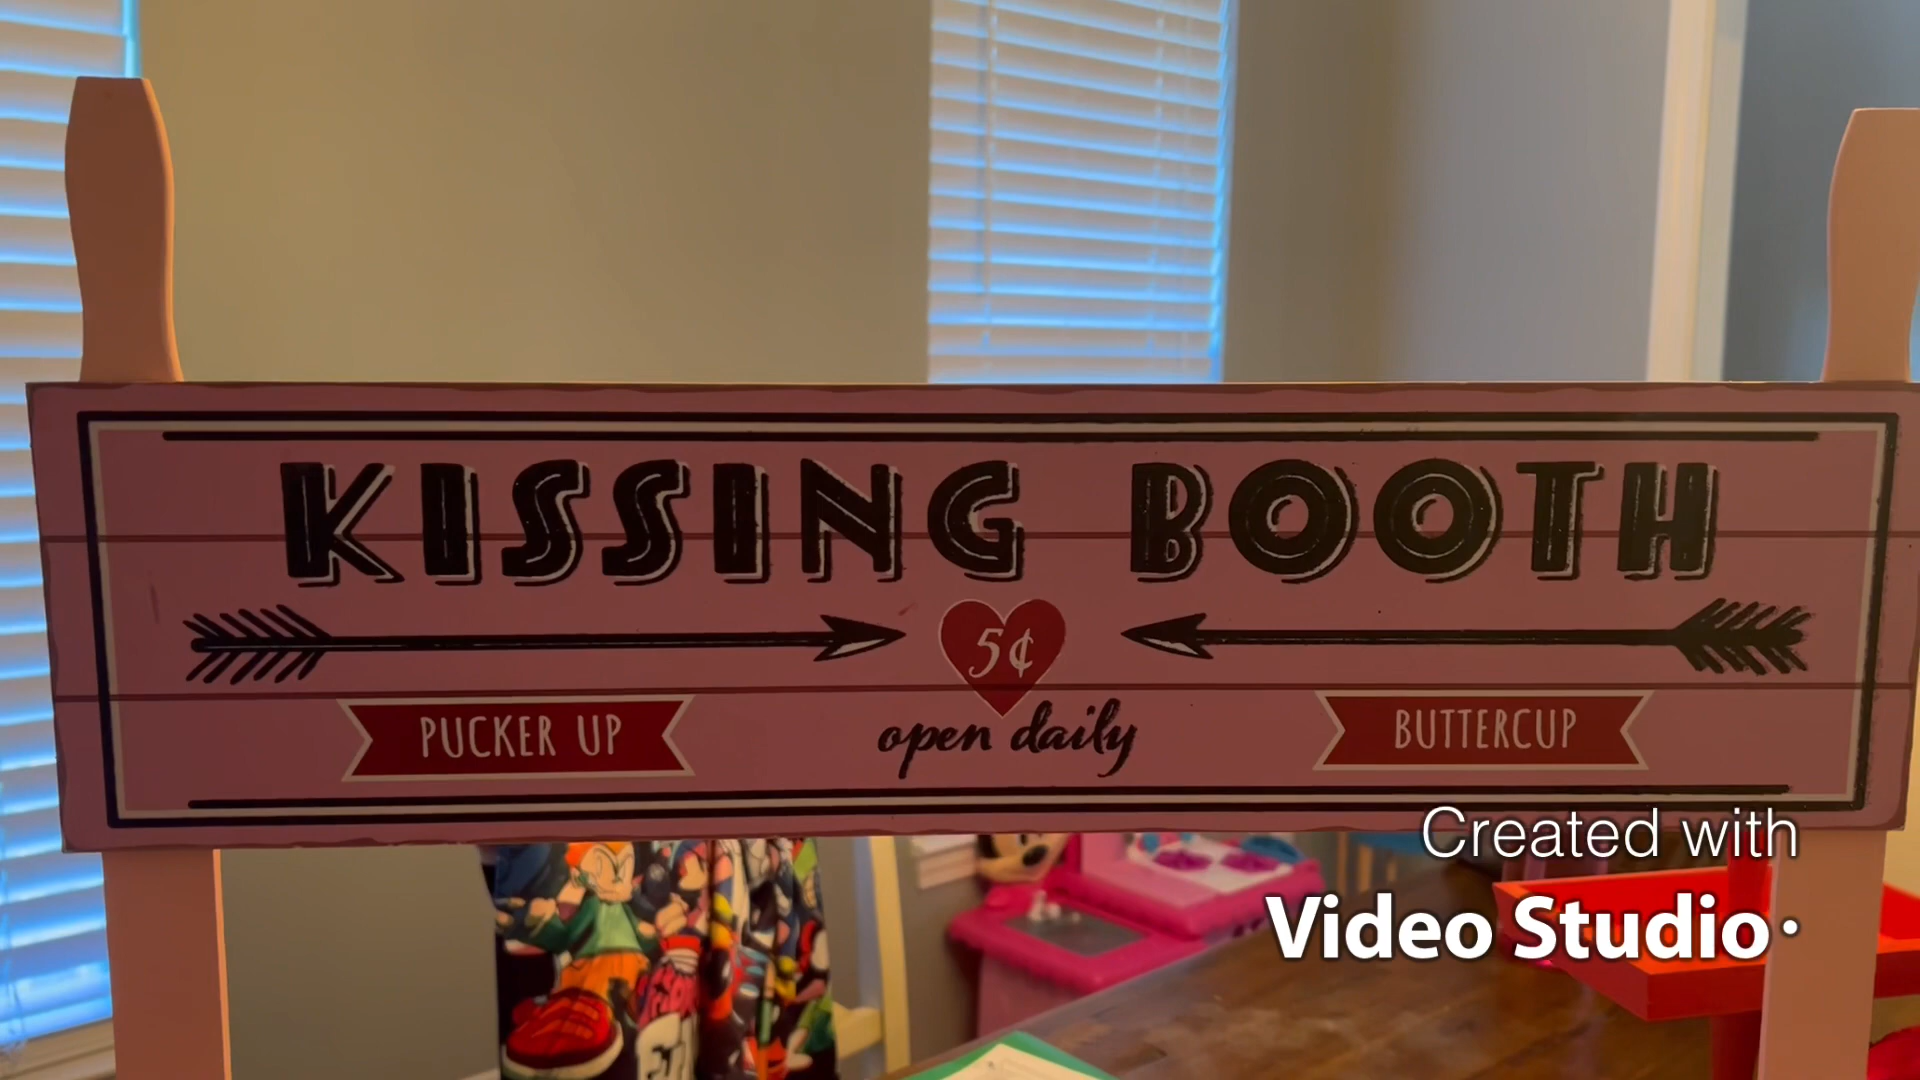 KISSING BOOTH
5¢
PUCKER UP
open daily
BUTTERCUP
Created with
Video Studio